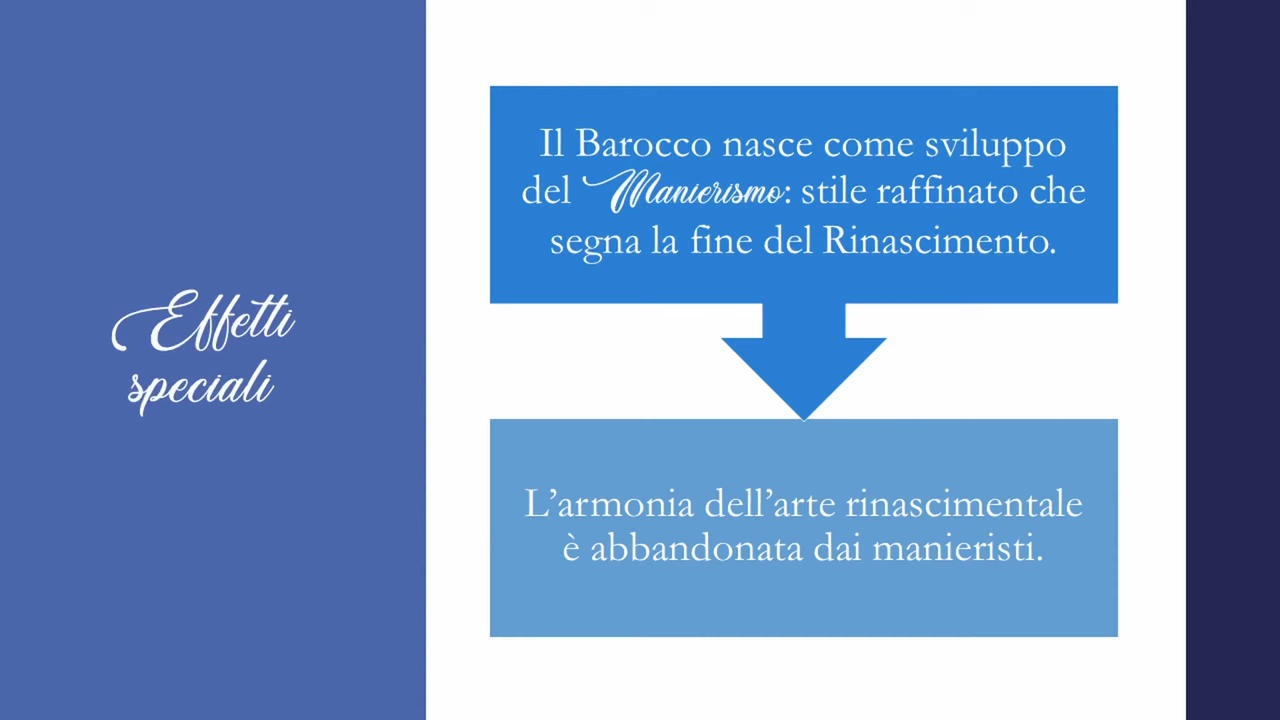 Effetti
speciali
Il Barocco nasce come sviluppo
del Manierismo: stile raffinato che
segna la fine del Rinascimento.
L’armonia dell’arte rinascimentale
è abbandonata dai manieristi.